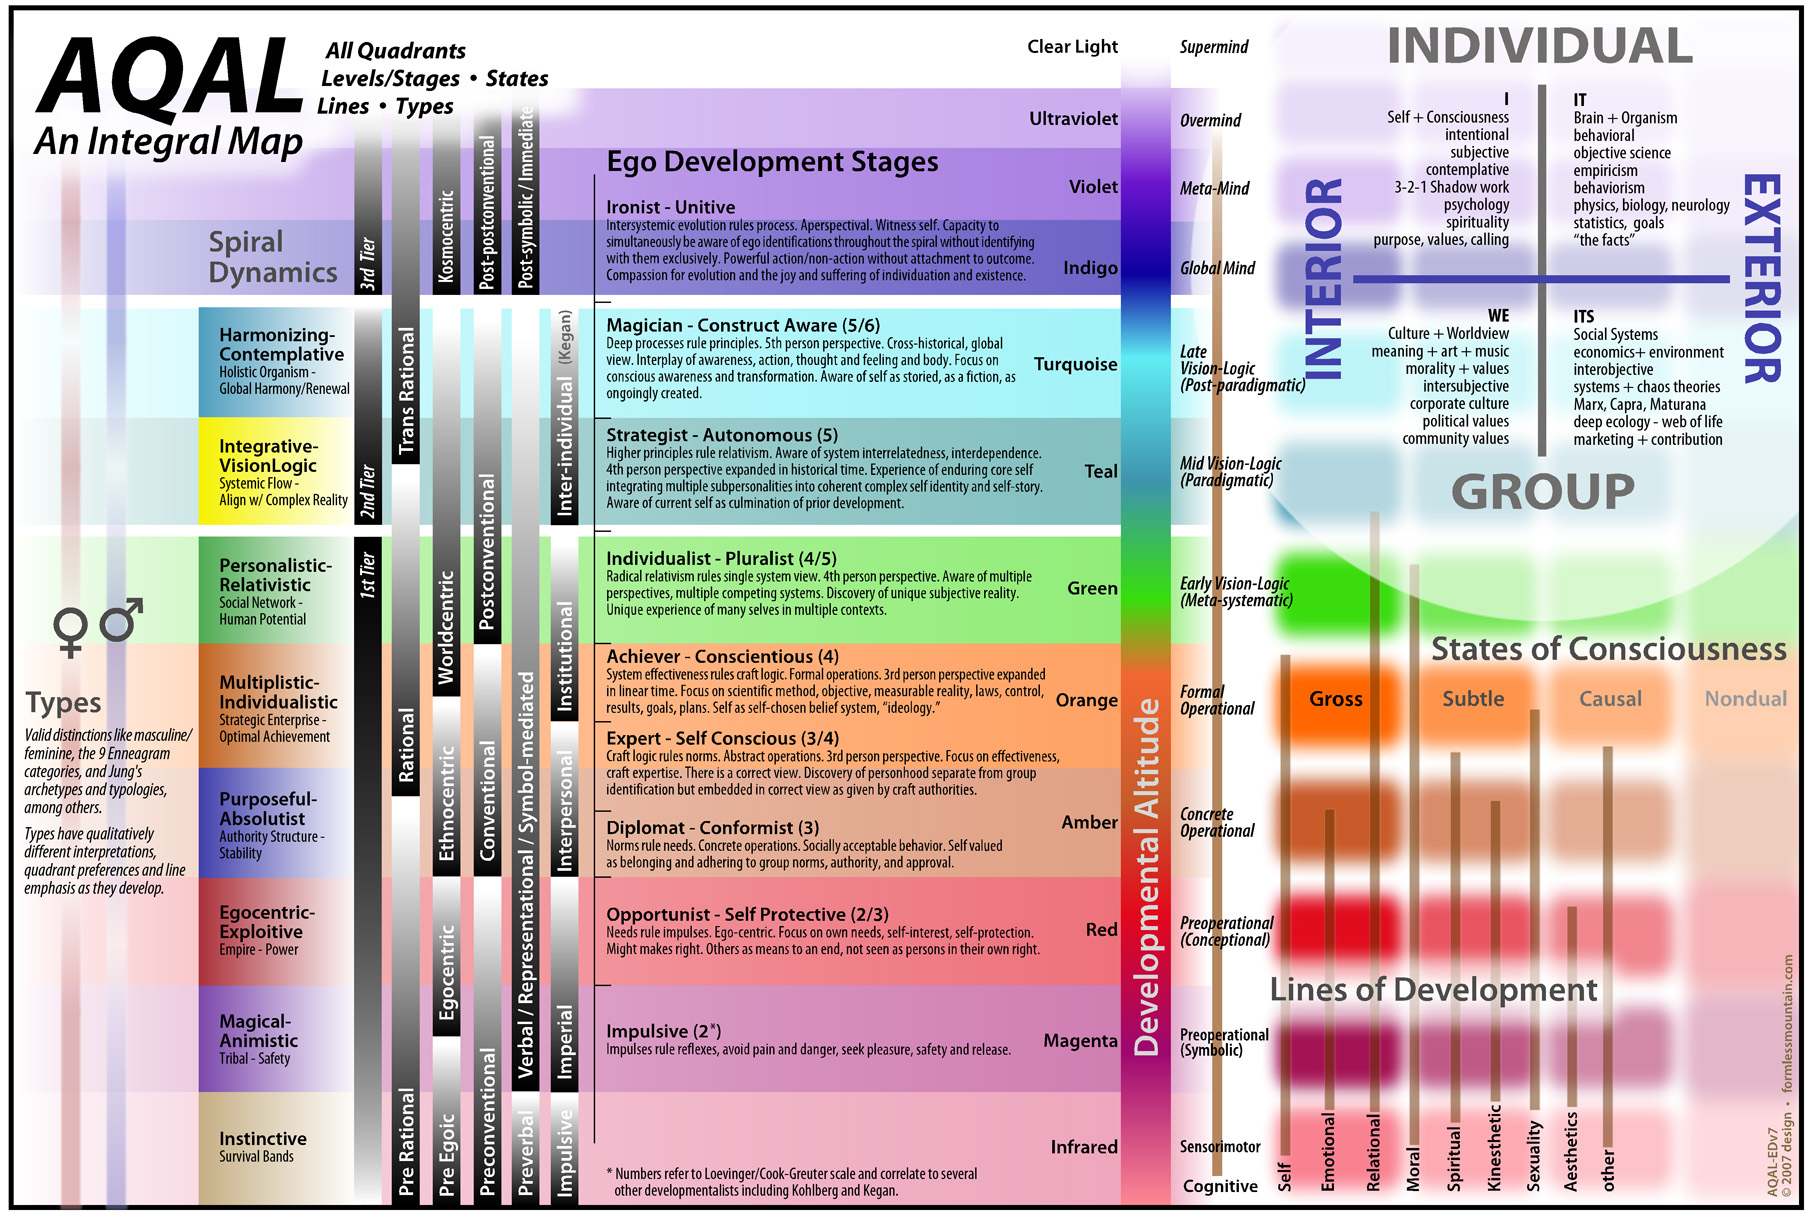 AQAL
An Integral Map
All Quadrants
Levels/Stages • States
Lines • Types
Spiral
Dynamics
Harmonizing-
Contemplative
Holistic Organism -
Global Harmony/Renewal
Integrative-
VisionLogic
Systemic Flow -
Align w/ Complex Reality
Personalistic-
Relativistic
Social Network -
Human Potential
Multiplistic-
Individualistic
Strategic Enterprise -
Optimal Achievement
Purposeful-
Absolutist
Authority Structure -
Stability
Egocentric-
Exploitive
Empire - Power
Magical-
Animistic
Tribal - Safety
Instinctive
Survival Bands
Types
Valid distinctions like masculine/
feminine, the 9 Enneagram
categories, and Jung's
archetypes and typologies,
among others.
Types have qualitatively
different interpretations,
quadrant preferences and line
emphasis as they develop.
3rd Tier
2nd Tier
1st Tier
Trans Rational
Rational
Pre Rational
Kosmocentric
Worldcentric
Ethnocentric
Egocentric
Pre Egoic
Post-postconventional
Postconventional
Conventional
Preconventional
Post-symbolic / Immediate
Verbal / Representational / Symbol-mediated
Preverbal
Inter-individual (Kegan)
Institutional
Interpersonal
Imperial
Impulsive
Ego Development Stages
Ironist - Unitive
Intersystemic evolution rules process. Aperspectival. Witness self. Capacity to
simultaneously be aware of ego identifications throughout the spiral without identifying
with them exclusively. Powerful action/non-action without attachment to outcome.
Compassion for evolution and the joy and suffering of individuation and existence.
Magician - Construct Aware (5/6)
Deep processes rule principles. 5th person perspective. Cross-historical, global
view. Interplay of awareness, action, thought and feeling and body. Focus on
conscious awareness and transformation. Aware of self as storied, as a fiction, as
ongoingly created.
Strategist - Autonomous (5)
Higher principles rule relativism. Aware of system interrelatedness, interdependence.
4th person perspective expanded in historical time. Experience of enduring core self
integrating multiple subpersonalities into coherent complex self identity and self-story.
Aware of current self as culmination of prior development.
Individualist - Pluralist (4/5)
Radical relativism rules single system view. 4th person perspective. Aware of multiple
perspectives, multiple competing systems. Discovery of unique subjective reality.
Unique experience of many selves in multiple contexts.
Achiever - Conscientious (4)
System effectiveness rules craft logic. Formal operations. 3rd person perspective expanded
in linear time. Focus on scientific method, objective, measurable reality, laws, control,
results, goals, plans. Self as self-chosen belief system, “ideology.”
Expert - Self Conscious (3/4)
Craft logic rules norms. Abstract operations. 3rd person perspective. Focus on effectiveness,
craft expertise. There is a correct view. Discovery of personhood separate from group
identification but embedded in correct view as given by craft authorities.
Diplomat - Conformist (3)
Norms rule needs. Concrete operations. Socially acceptable behavior. Self valued
as belonging and adhering to group norms, authority, and approval.
Opportunist - Self Protective (2/3)
Needs rule impulses. Ego-centric. Focus on own needs, self-interest, self-protection.
Might makes right. Others as means to an end, not seen as persons in their own right.
Impulsive (2*)
Impulses rule reflexes, avoid pain and danger, seek pleasure, safety and release.
* Numbers refer to Loevinger/Cook-Greuter scale and correlate to several
other developmentalists including Kohlberg and Kegan.
Clear Light
Ultraviolet
Violet
Indigo
Turquoise
Teal
Green
Orange
Amber
Red
Magenta
Infrared
Developmental Altitude
Supermind
Overmind
Meta-Mind
Global Mind
Late
Vision-Logic
(Post-paradigmatic)
Mid Vision-Logic
(Paradigmatic)
Early Vision-Logic
(Meta-systematic)
Formal
Operational
Concrete
Operational
Preoperational
(Conceptional)
Preoperational
(Symbolic)
Sensorimotor
Cognitive
INDIVIDUAL
INTERIOR
EXTERIOR
GROUP
I
Self + Consciousness
intentional
subjective
contemplative
3-2-1 Shadow work
psychology
spirituality
purpose, values, calling
IT
Brain + Organism
behavioral
objective science
empiricism
behaviorism
physics, biology, neurology
statistics, goals
“the facts”
WE
Culture + Worldview
meaning + art + music
morality + values
intersubjective
corporate culture
political values
community values
ITS
Social Systems
economics+ environment
interobjective
systems + chaos theories
Marx, Capra, Maturana
deep ecology - web of life
marketing + contribution
States of Consciousness
Gross
Subtle
Causal
Nondual
Lines of Development
Self
Emotional
Relational
Moral
Spiritual
Kinesthetic
Sexuality
Aesthetics
other
AQAL-EDv7
© 2007 design • formlessmountain.com